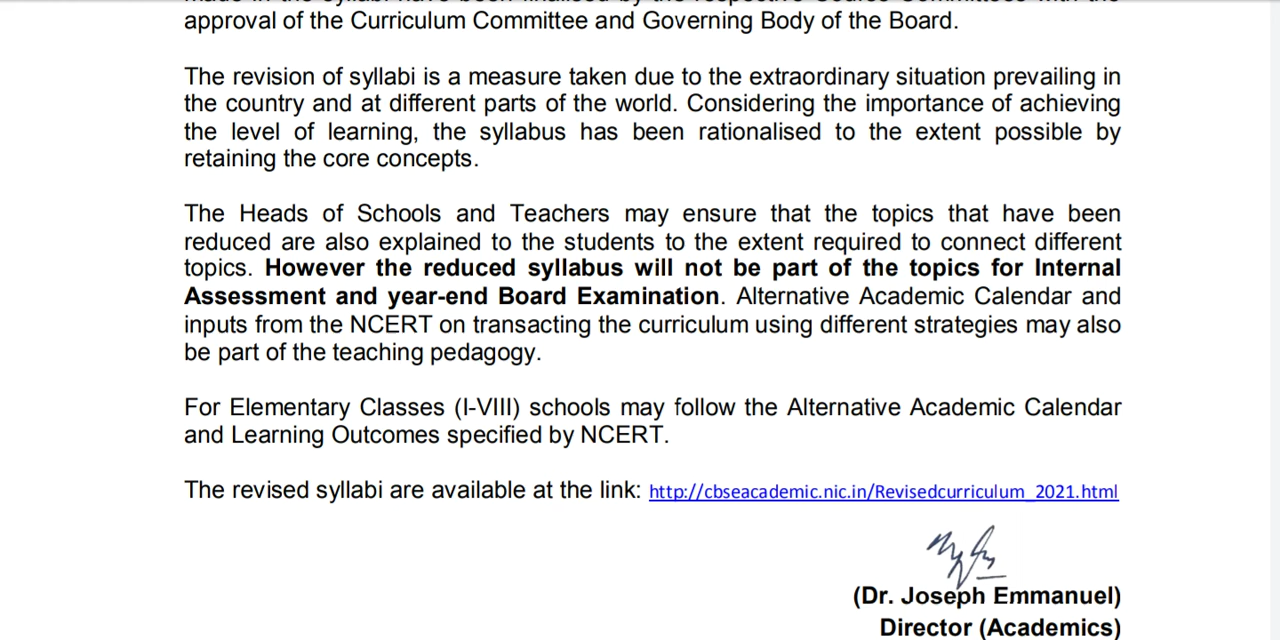 approval of the Curriculum Committee and Governing Body of the Board.
The revision of syllabi is a measure taken due to the extraordinary situation prevailing in
the country and at different parts of the world. Considering the importance of achieving
the level of learning, the syllabus has been rationalised to the extent possible by
retaining the core concepts.
The Heads of Schools and Teachers may ensure that the topics that have been
reduced are also explained to the students to the extent required to connect different
topics. However the reduced syllabus will not be part of the topics for Internal
Assessment and year-end Board Examination. Alternative Academic Calendar and
inputs from the NCERT on transacting the curriculum using different strategies may also
be part of the teaching pedagogy.
For Elementary Classes (I-VIII) schools may follow the Alternative Academic Calendar
and Learning Outcomes specified by NCERT.
The revised syllabi are available at the link: http://cbseacademic.nic.in/Revisedcurriculum_2021.html
(Dr. Joseph Emmanuel)
Director (Academics)